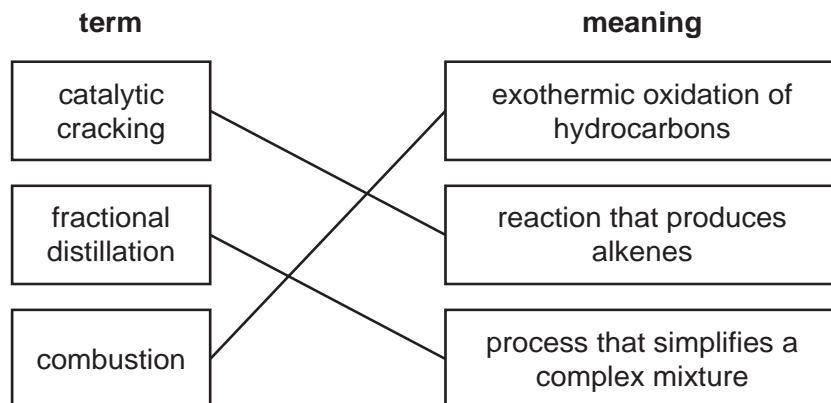 term
meaning
catalytic
cracking
exothermic oxidation of
hydrocarbons
fractional
distillation
reaction that produces
alkenes
combustion
process that simplifies a
complex mixture